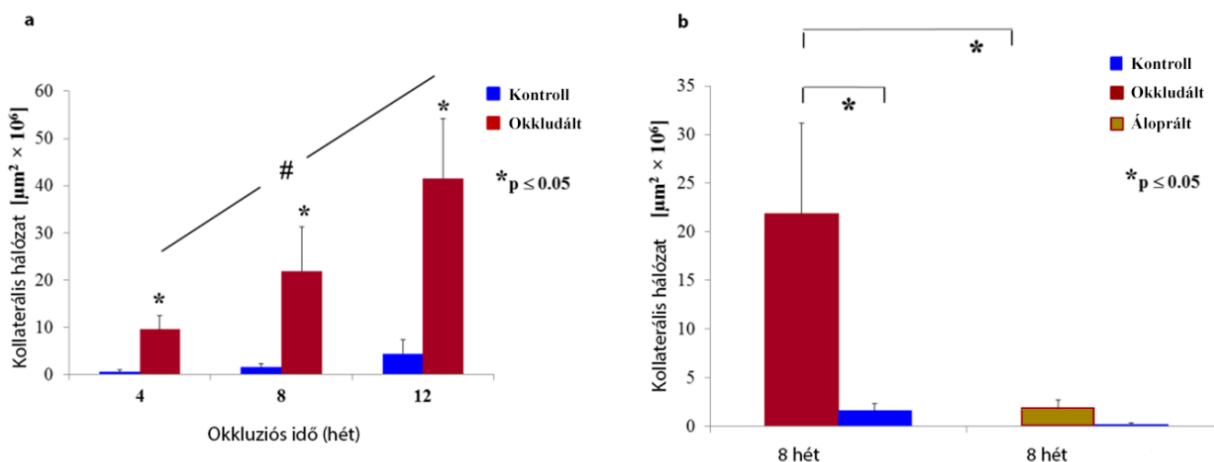 a
Kollaterális hálózat [µm² × 10⁶]
60
50
40
30
20
10
0
#
*
*
*
Kontroll
Okkludált
*p ≤ 0.05
4 8 12
Okkluziós idő (hét)
b
Kollaterális hálózat [µm² × 10⁶]
35
30
25
20
15
10
5
0
*
*
Kontroll
Okkludált
Áloprált
*p ≤ 0.05
8 hét 8 hét